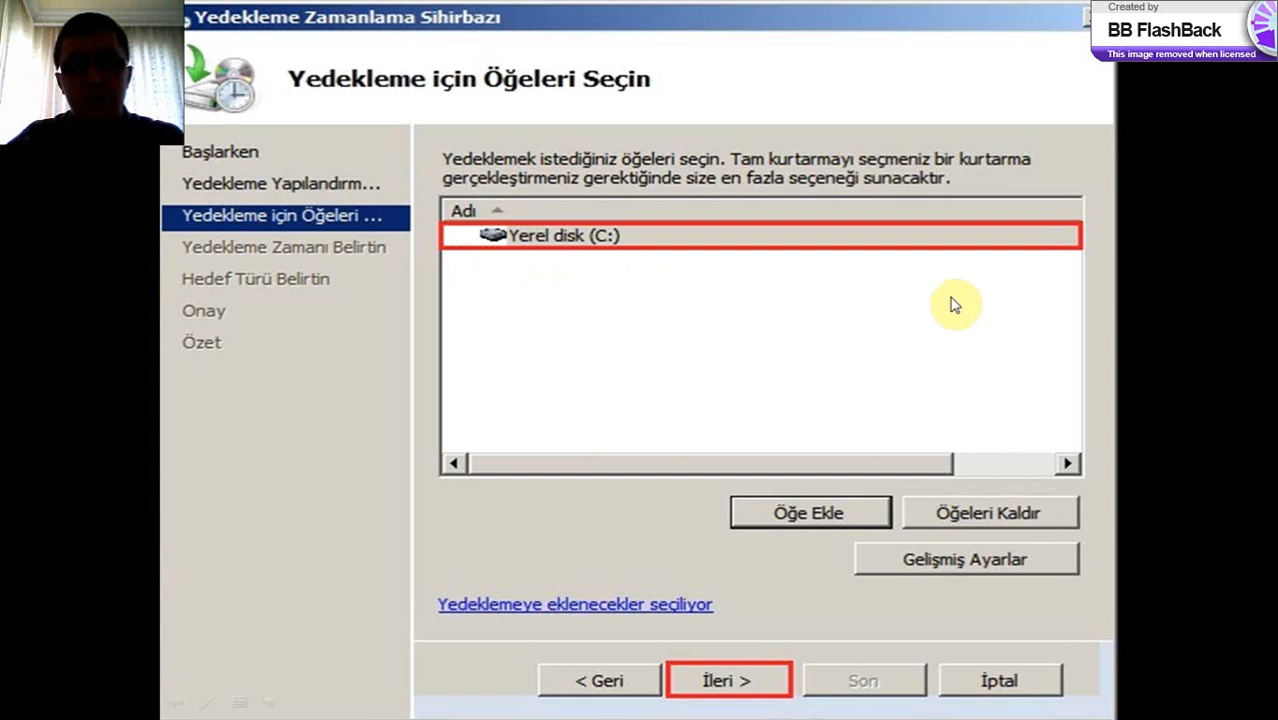 Yedekleme Zamanlama Sihirbazı
Created by
BB FlashBack
This image removed when licensed
Yedekleme için Öğeleri Seçin
Başlarken
Yedekleme Yapılandırm...
Yedekleme için Öğeleri ...
Yedekleme Zamanı Belirtin
Hedef Türü Belirtin
Onay
Özet
Yedeklemek istediğiniz öğeleri seçin. Tam kurtarmayı seçmeniz bir kurtarma
gerçekleştirmeniz gerektiğinde size en fazla seçeneği sunacaktır.
Adı
Yerel disk (C:)
Öğe Ekle
Öğeleri Kaldır
Gelişmiş Ayarlar
Yedeklemeye eklenecekler seçiliyor
< Geri
İleri >
Son
İptal